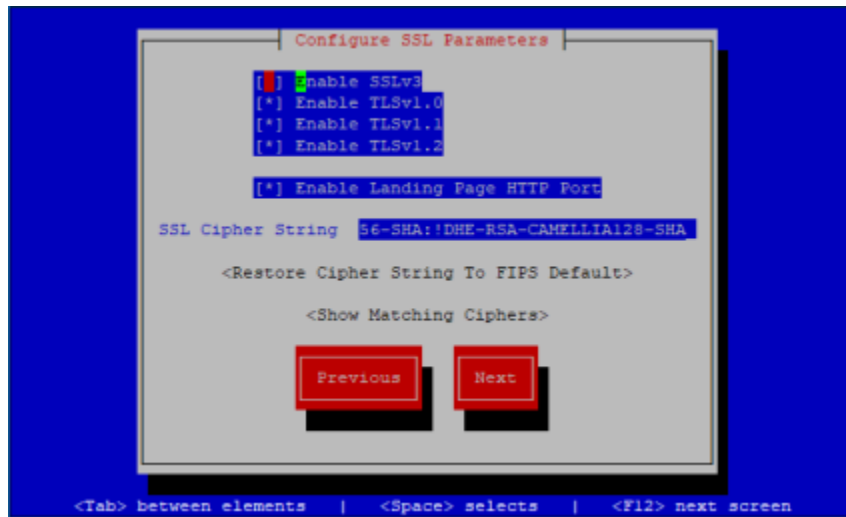 Configure SSL Parameters
[ ] Enable SSLv3
[*] Enable TLSv1.0
[*] Enable TLSv1.1
[*] Enable TLSv1.2
[*] Enable Landing Page HTTP Port
SSL Cipher String 56-SHA:!DHE-RSA-CAMELLIA128-SHA
<Restore Cipher String To FIPS Default>
<Show Matching Ciphers>
Previous Next
<Tab> between elements | <Space> selects | <F12> next screen